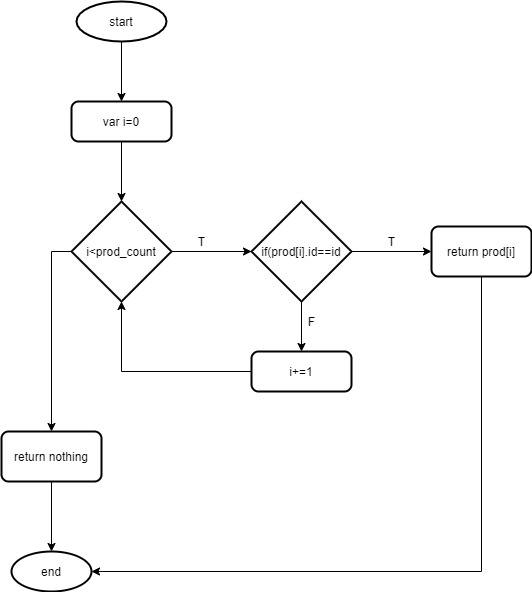 start
var i=0
i<prod_count
T
if(prod[i].id==id
T
return prod[i]
F
i+=1
return nothing
end